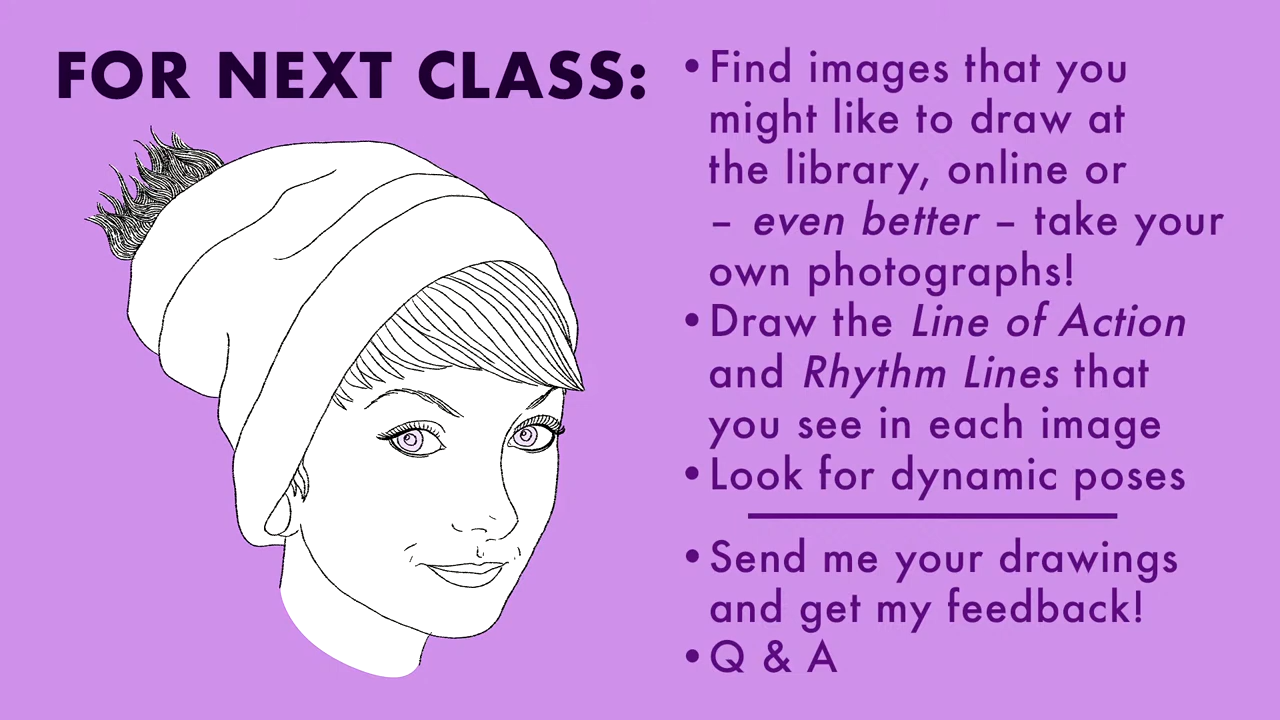 FOR NEXT CLASS:
•Find images that you
might like to draw at
the library, online or
– even better – take your
own photographs!
•Draw the Line of Action
and Rhythm Lines that
you see in each image
•Look for dynamic poses
•Send me your drawings
and get my feedback!
•Q & A